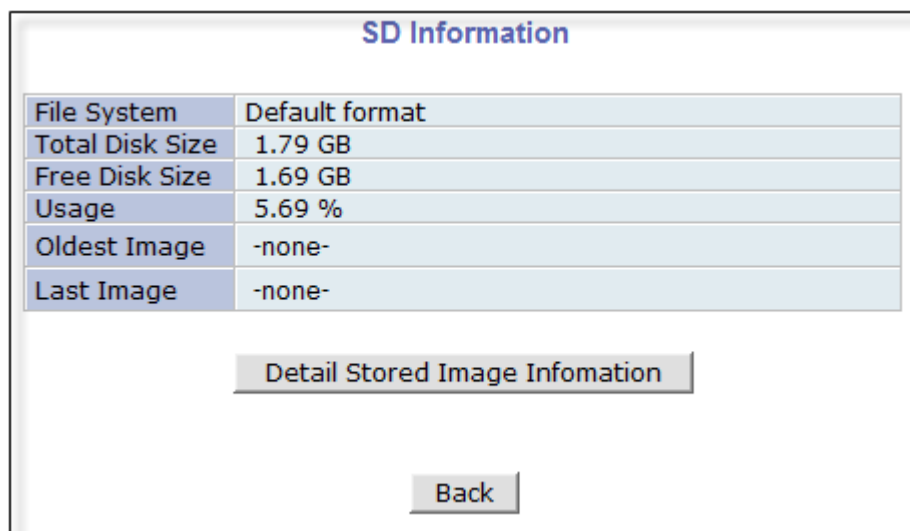 SD Information
File System Default format
Total Disk Size 1.79 GB
Free Disk Size 1.69 GB
Usage 5.69 %
Oldest Image -none-
Last Image -none-
Detail Stored Image Infomation
Back